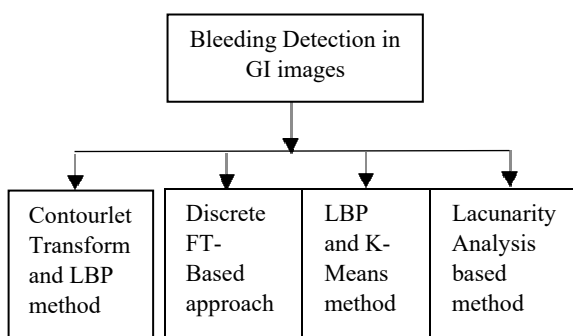 Bleeding Detection in
GI images
Contourlet
Transform
and LBP
method
Discrete
FT-
Based
approach
LBP
and K-
Means
method
Lacunarity
Analysis
based
method